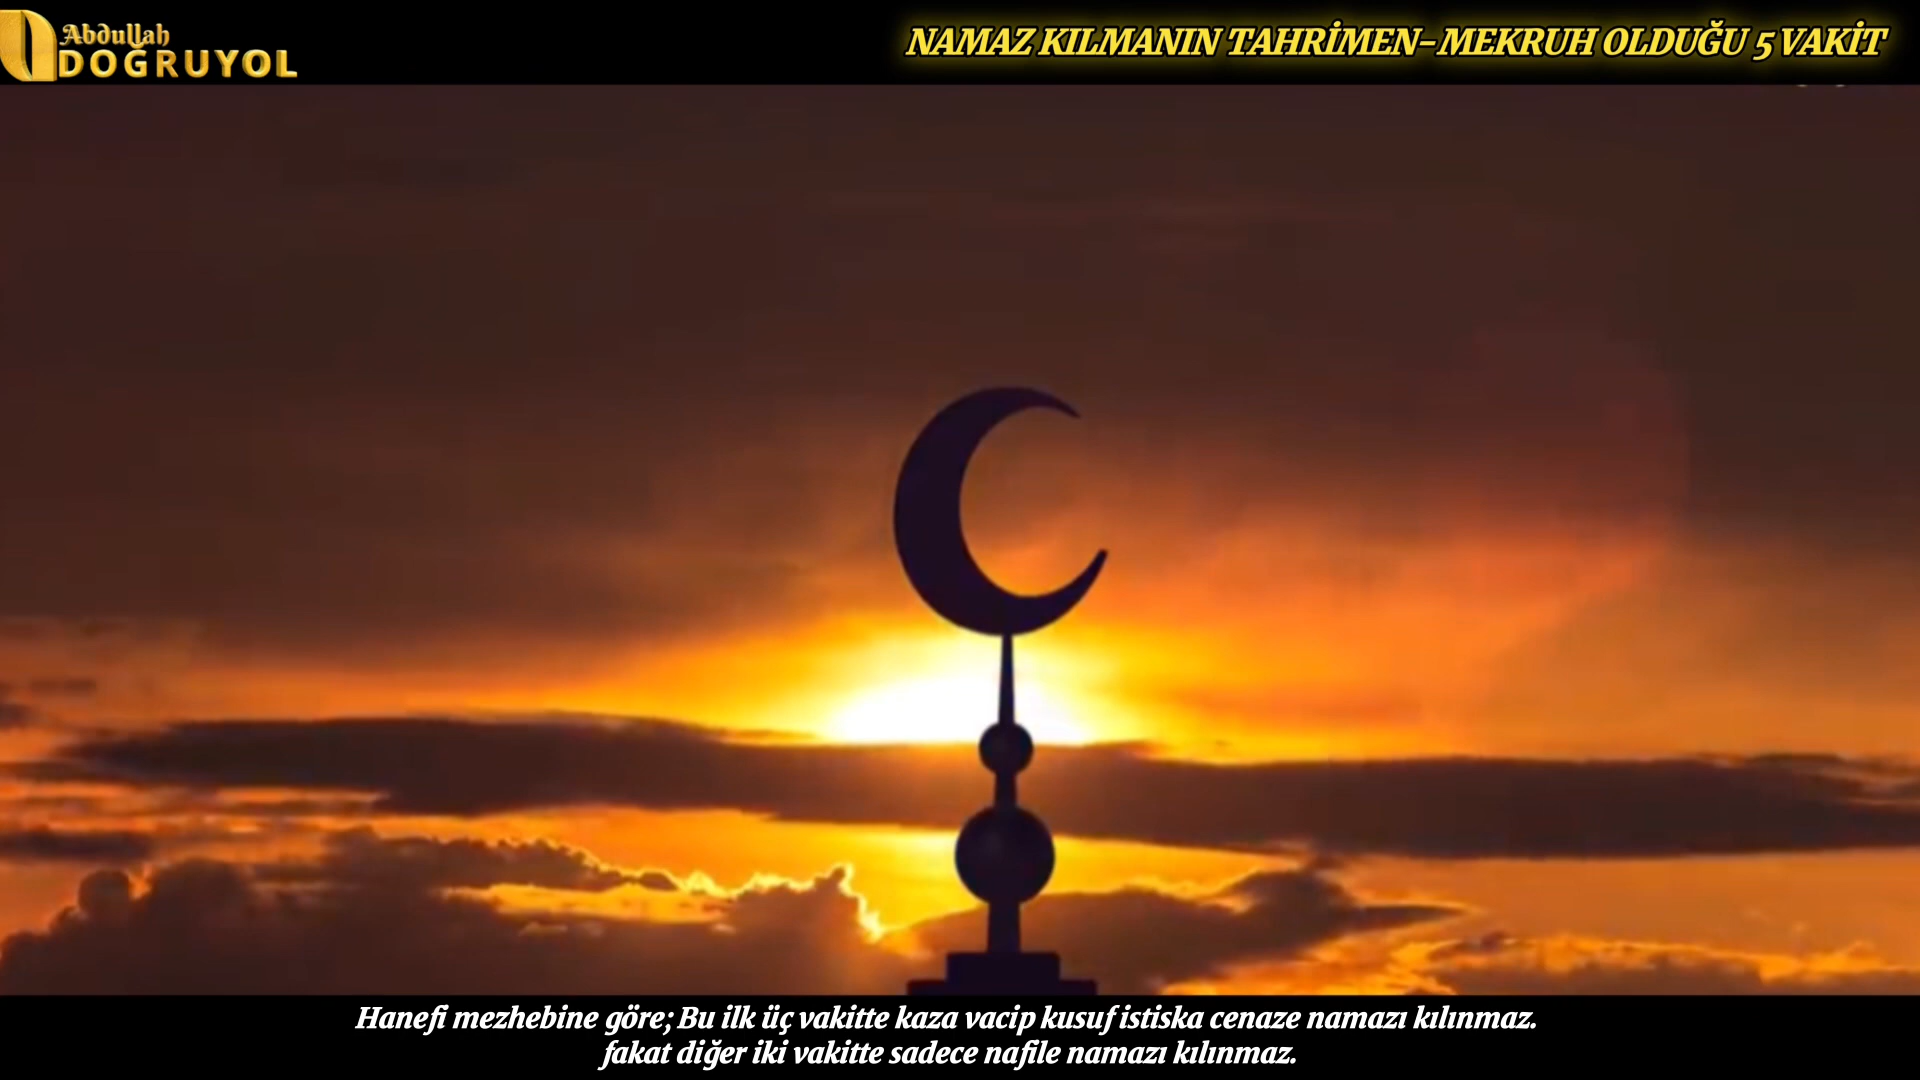 Abdullah
DOĞRUYOL
NAMAZ KILMANIN TAHRİMEN-MEKRUH OLDUĞU 5 VAKİT
Hanefi mezhebine göre; Bu ilk üç vakitte kaza vacip kusuf istiska cenaze namazı kılınmaz.
fakat diğer iki vakitte sadece nafile namazı kılınmaz.